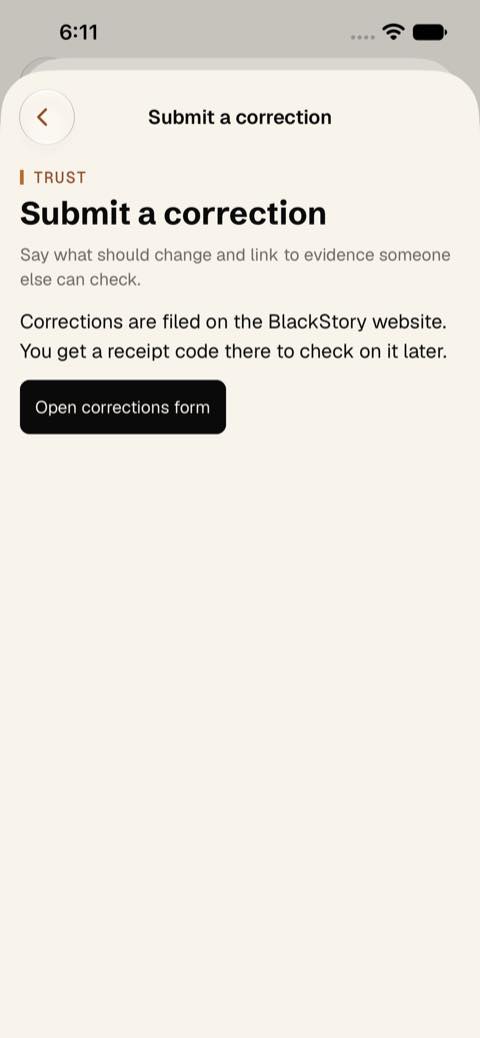 6:11
Submit a correction
TRUST
Submit a correction
Say what should change and link to evidence someone
else can check.
Corrections are filed on the BlackStory website.
You get a receipt code there to check on it later.
Open corrections form